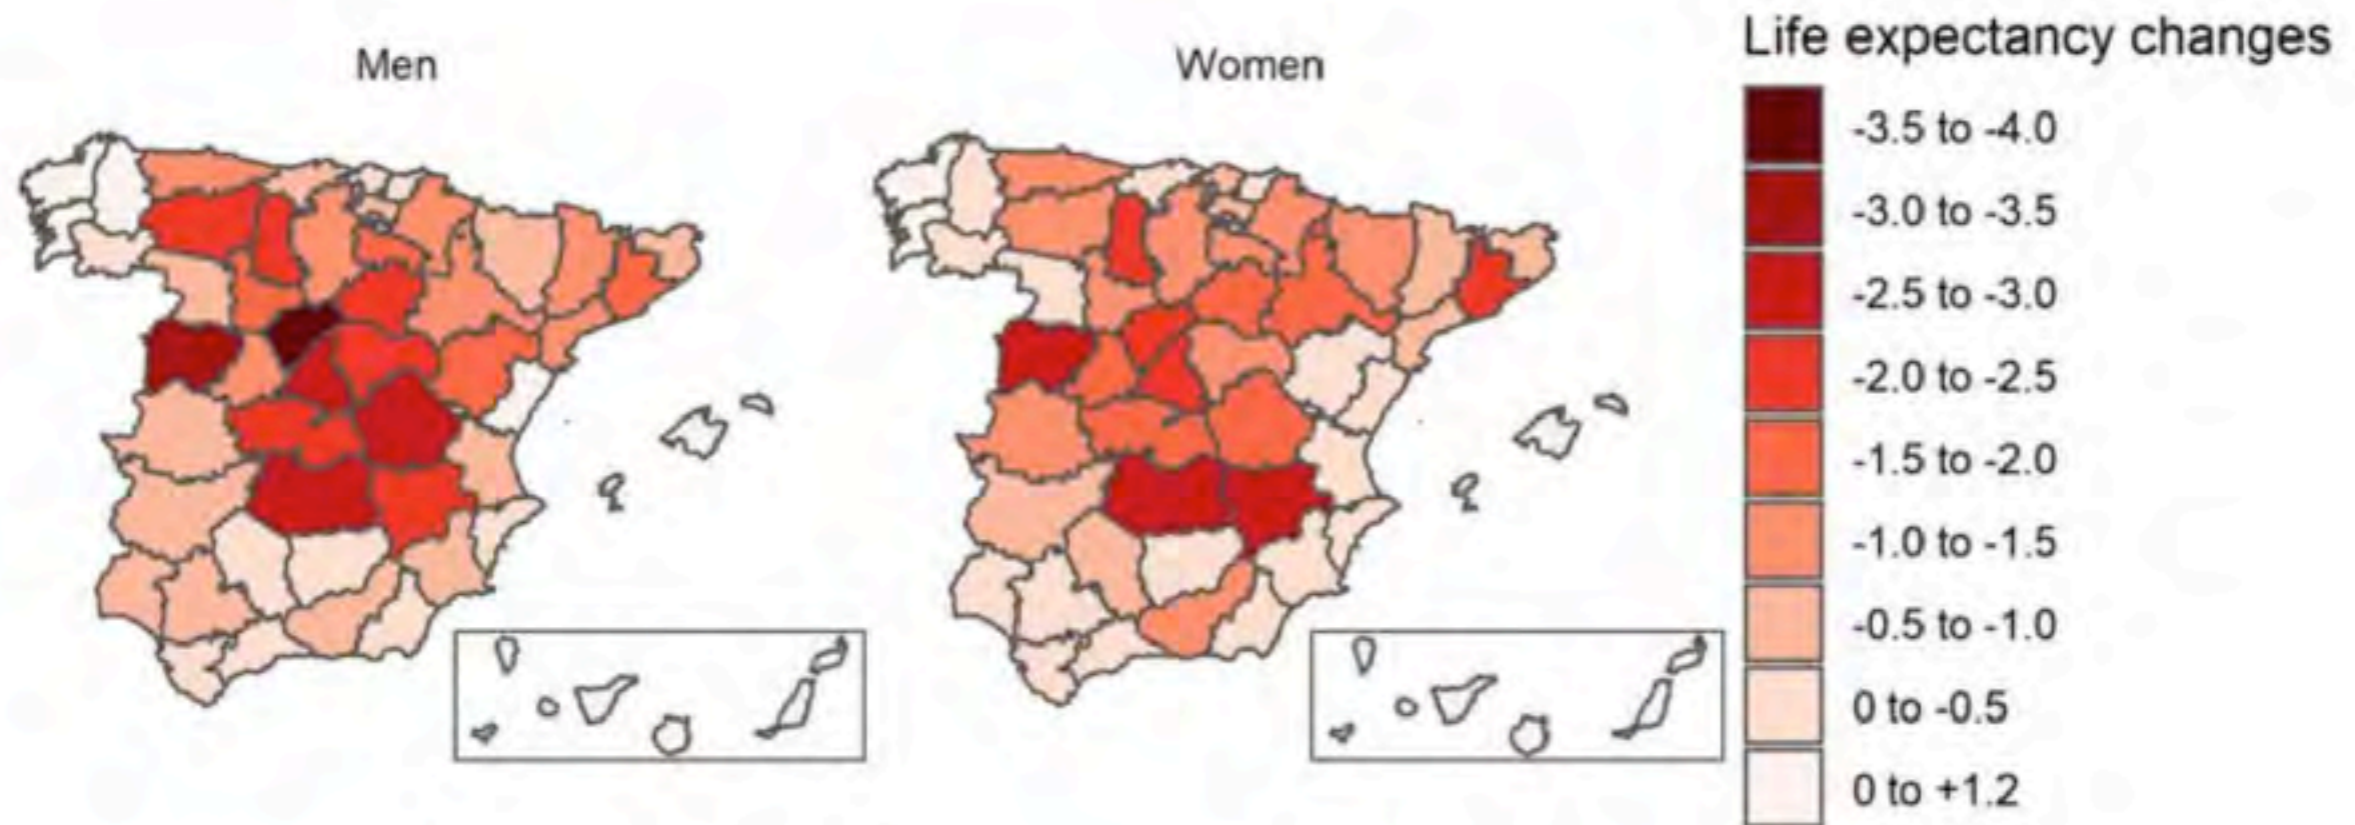 Men
Women
Life expectancy changes
-3.5 to -4.0
-3.0 to -3.5
-2.5 to -3.0
-2.0 to -2.5
-1.5 to -2.0
-1.0 to -1.5
-0.5 to -1.0
0 to -0.5
0 to +1.2